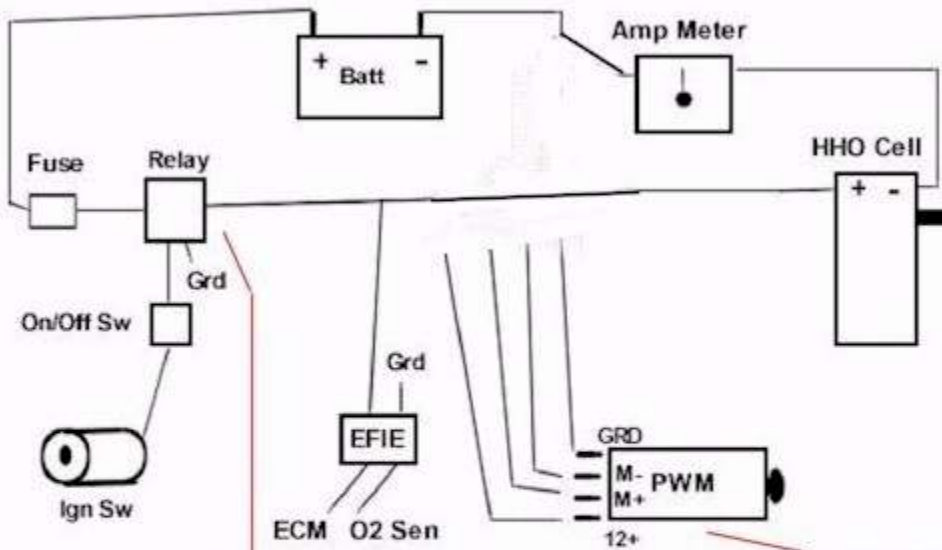 Amp Meter
+ Batt -
HHO Cell
+ -
Fuse
Relay
Grd
On/Off Sw
Ign Sw
Grd
EFIE
ECM O2 Sen
GRD
M-
M+
PWM
12+